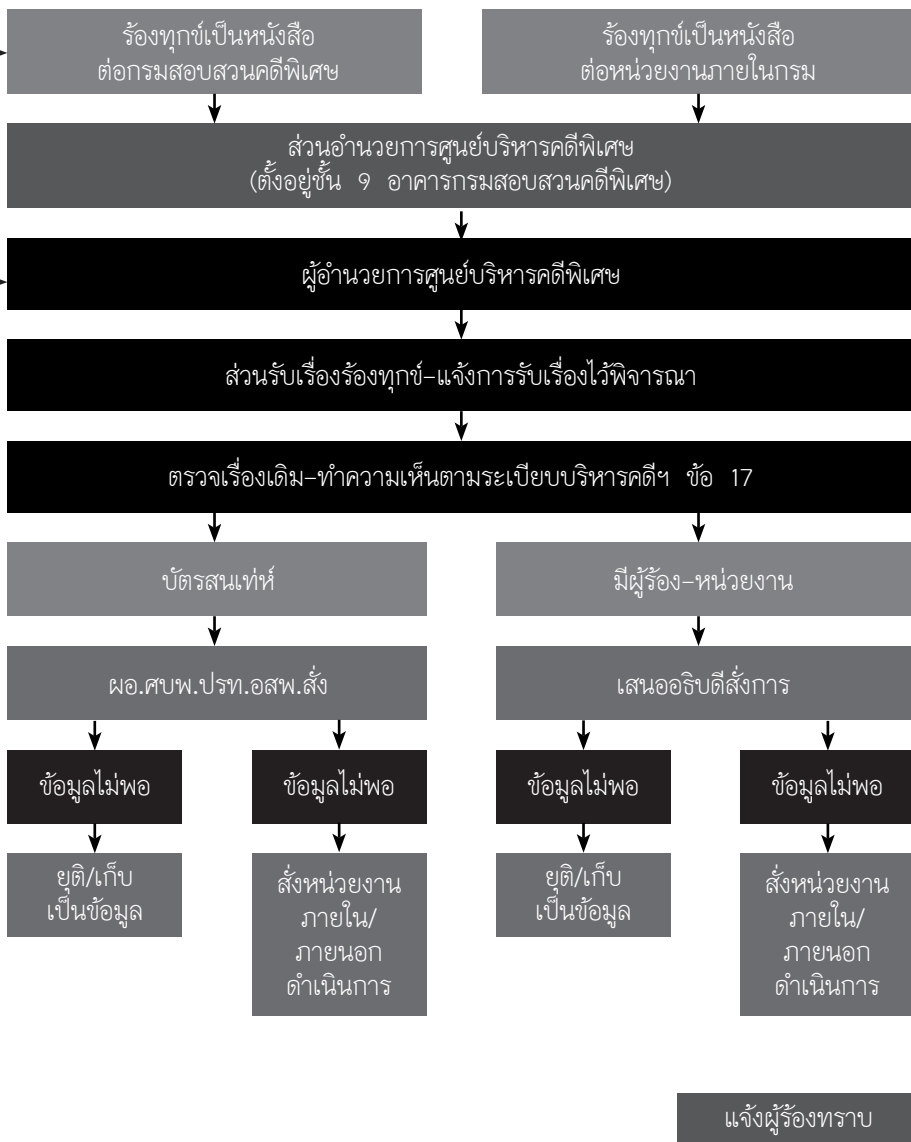 ร้องทุกข์เป็นหนังสือ
ต่อกรมสอบสวนคดีพิเศษ
ร้องทุกข์เป็นหนังสือ
ต่อหน่วยงานภายในกรม
ส่วนอำนวยการศูนย์บริหารคดีพิเศษ
(ตั้งอยู่ชั้น 9 อาคารกรมสอบสวนคดีพิเศษ)
ผู้อำนวยการศูนย์บริหารคดีพิเศษ
ส่วนรับเรื่องร้องทุกข์-แจ้งการรับเรื่องไว้พิจารณา
ตรวจเรื่องเดิม-ทำความเห็นตามระเบียบบริหารคดีฯ ข้อ 17
บัตรสนเท่ห์
มีผู้ร้อง-หน่วยงาน
ผอ.ศบพ.ปรท.อสพ.สั่ง
เสนออธิบดีสั่งการ
ข้อมูลไม่พอ
ข้อมูลไม่พอ
ข้อมูลไม่พอ
ข้อมูลไม่พอ
ยุติ/เก็บ
เป็นข้อมูล
สั่งหน่วยงาน
ภายใน/
ภายนอก
ดำเนินการ
ยุติ/เก็บ
เป็นข้อมูล
สั่งหน่วยงาน
ภายใน/
ภายนอก
ดำเนินการ
แจ้งผู้ร้องทราบ